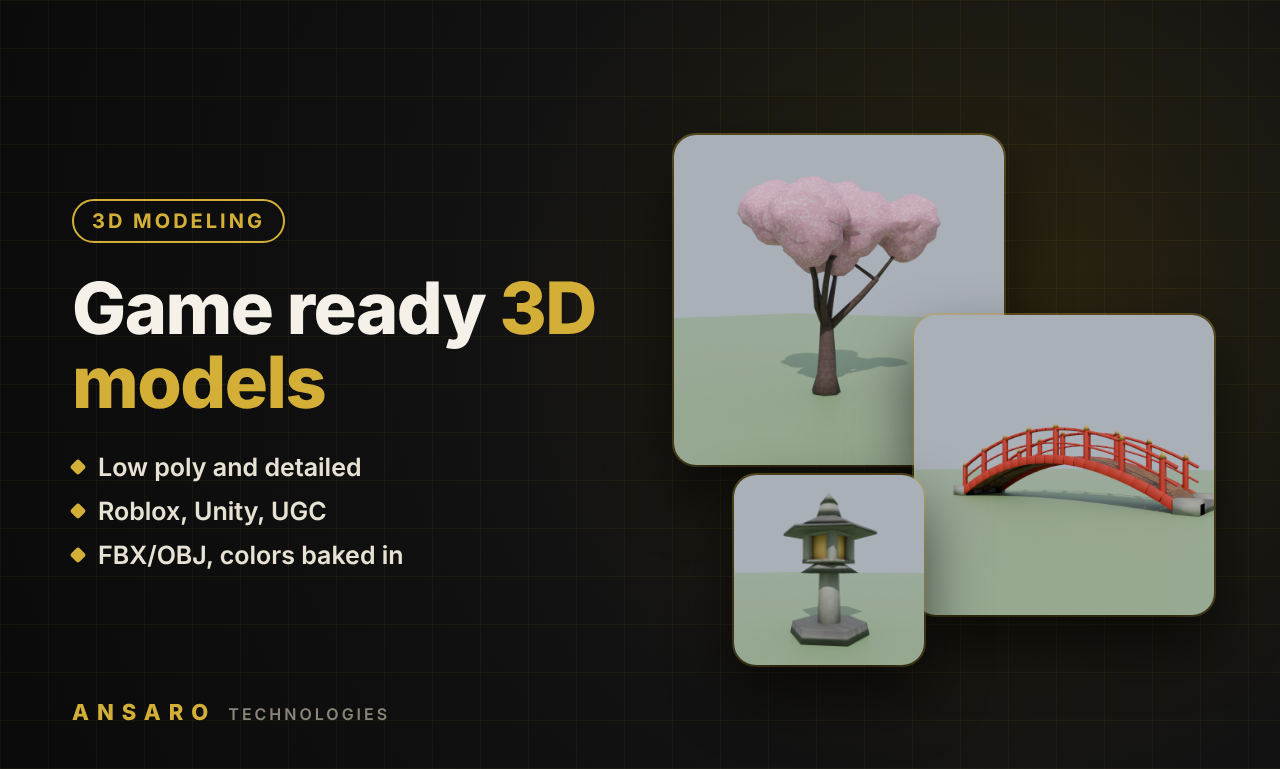 3D MODELING
Game ready 3D
models
Low poly and detailed
Roblox, Unity, UGC
FBX/OBJ, colors baked in
ANSARO TECHNOLOGIES